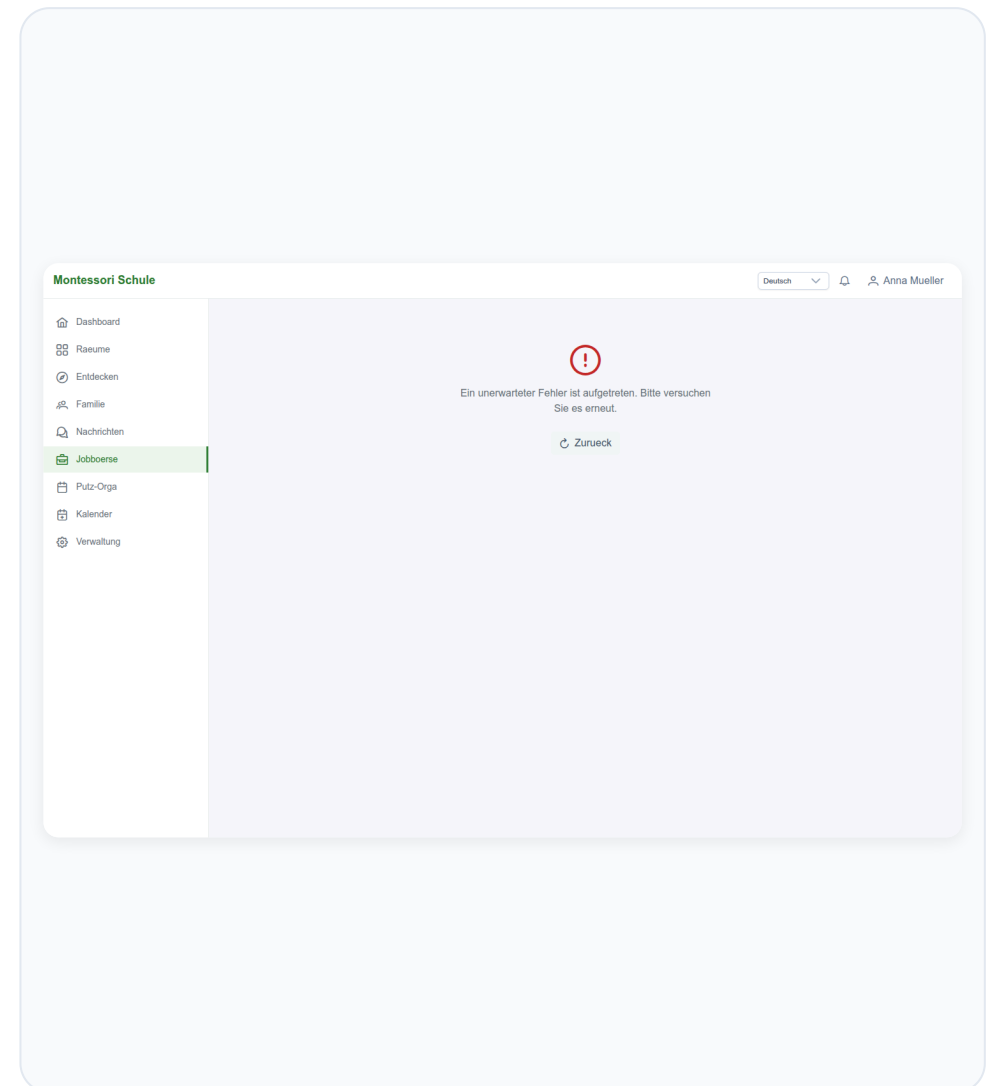 Montessori Schule
Deutsch
Anna Mueller
Dashboard
Raeume
Entdecken
Familie
Nachrichten
Jobboerse
Putz-Orga
Kalender
Verwaltung
Ein unerwarteter Fehler ist aufgetreten. Bitte versuchen
Sie es erneut.
Zurueck